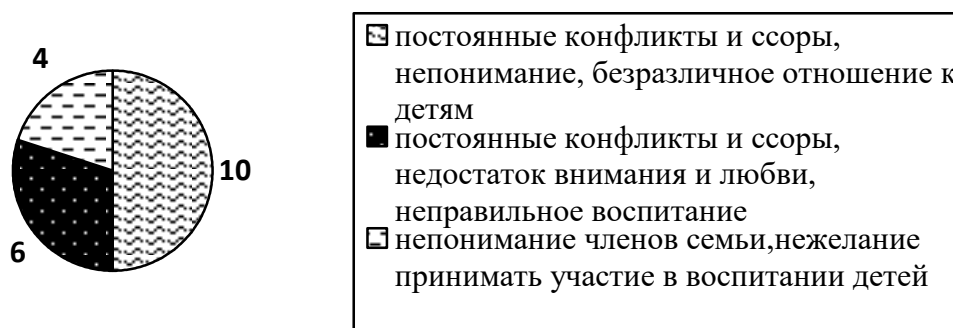 4
10
6
постоянные конфликты и ссоры,
непонимание, безразличное отношение к
детям
постоянные конфликты и ссоры,
недостаток внимания и любви,
неправильное воспитание
непонимание членов семьи,нежелание
принимать участие в воспитании детей